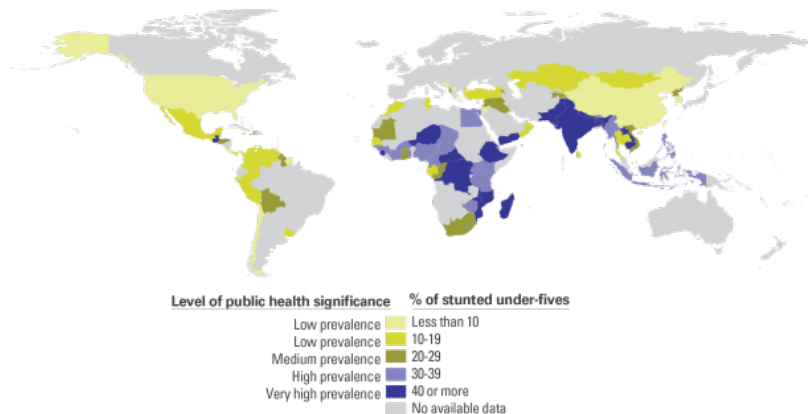 Level of public health significance % of stunted under-fives
Low prevalence Less than 10
Low prevalence 10-19
Medium prevalence 20-29
High prevalence 30-39
Very high prevalence 40 or more
No available data